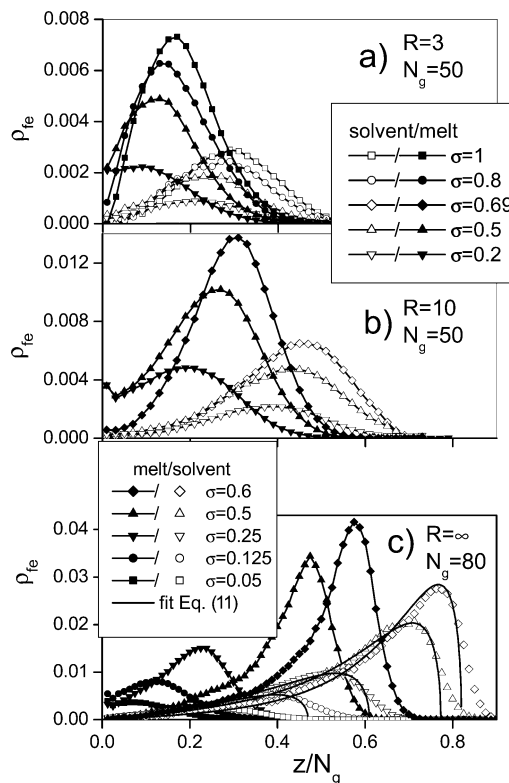 0.008
0.006
0.004
0.002
0.000
ρfe
a) R=3
Ng=50
solvent/melt
/ σ=1
/ σ=0.8
/ σ=0.69
/ σ=0.5
/ σ=0.2
0.012
0.008
0.004
0.000
ρfe
b) R=10
Ng=50
melt/solvent
/ σ=0.6
/ σ=0.5
/ σ=0.25
/ σ=0.125
/ σ=0.05
fit Eq. (11)
c) R=∞
Ng=80
0.04
0.03
0.02
0.01
0.00
ρfe
0.0 0.2 0.4 0.6 0.8
z/Ng